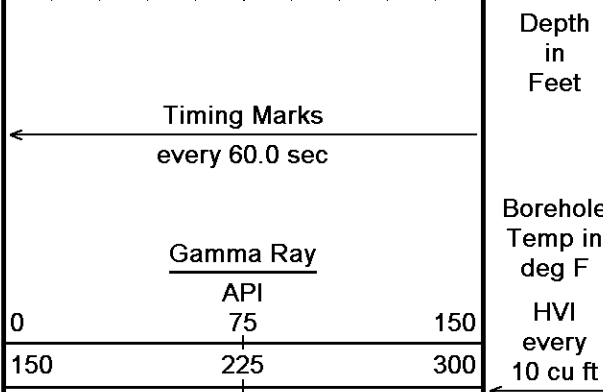 Depth
in
Feet
Timing Marks
every 60.0 sec
Borehole
Temp in
deg F
Gamma Ray
API
0 75 150
150 225 300
HVI
every
10 cu ft